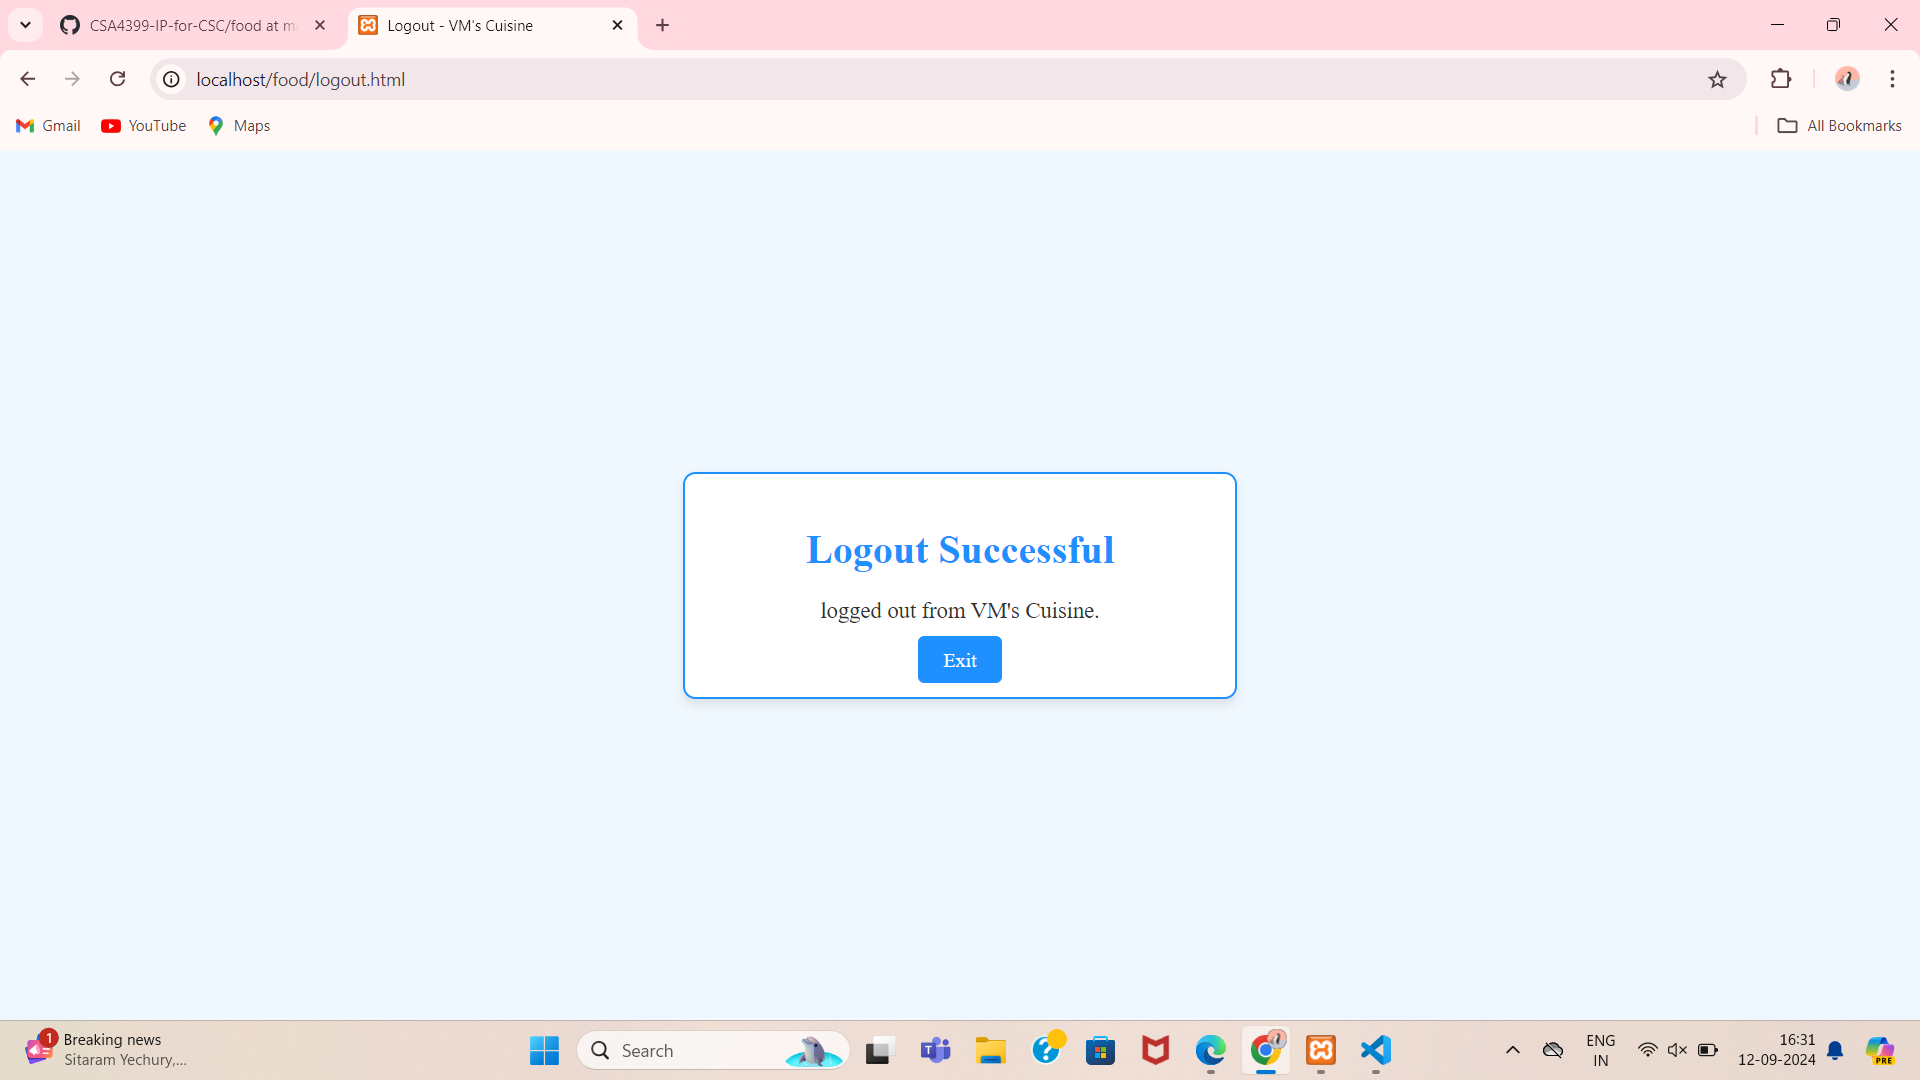 CSA4399-IP-for-CSC/food at ma
Logout - VM's Cuisine
localhost/food/logout.html
Gmail
YouTube
Maps
All Bookmarks
Logout Successful
logged out from VM's Cuisine.
Exit
1
Breaking news
Sitaram Yechury,...
Search
T
PRE
ENG
IN
16:31
12-09-2024